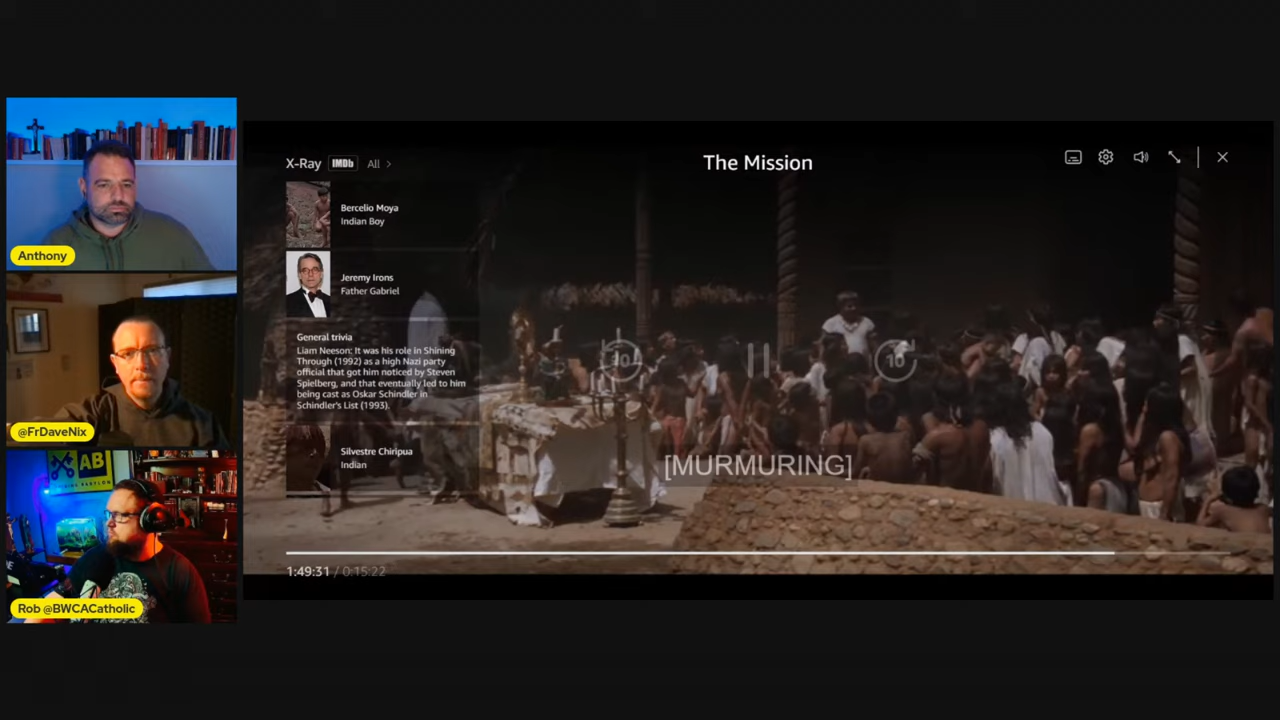 Anthony
@FrDaveNix
AB
Rob @BWCACatholic
X-Ray IMDb All >
The Mission
Bercelio Moya
Indian Boy
Jeremy Irons
Father Gabriel
General trivia
Liam Neeson: It was his role in Shining
Through (1992) as a high Nazi party
official that got him noticed by Steven
Spielberg, and that eventually led to him
being cast as Oskar Schindler in
Schindler's List (1993).
Silvestre Chiripua
Indian
10
10
[MURMURING]
1:49:31 / 0:15:22